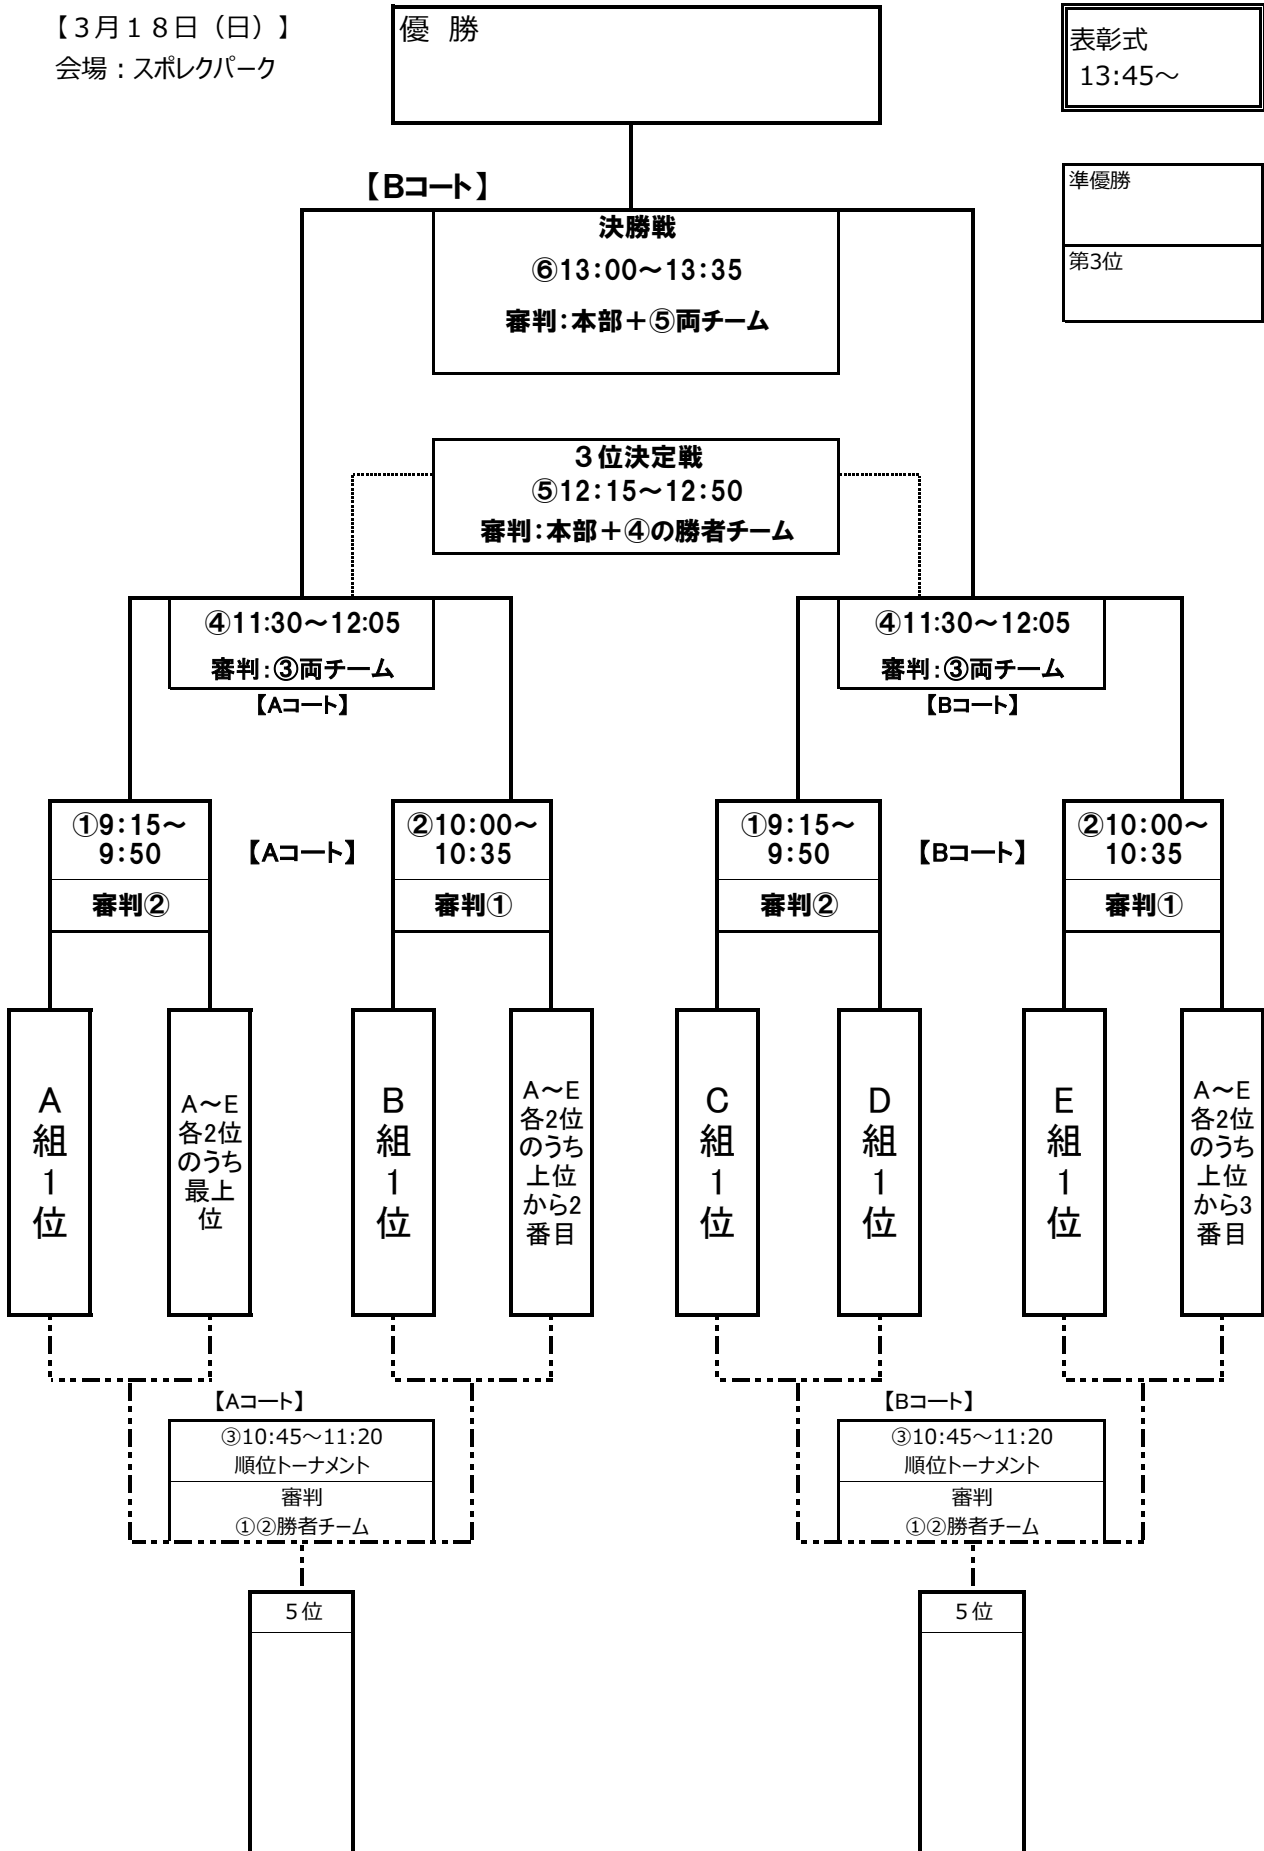 【３月１８日（日）】
会場：スポレクパーク
優 勝
表彰式
13:45～
準優勝
第3位
【Bコート】
決勝戦
⑥13:00～13:35
審判：本部＋⑤両チーム
３位決定戦
⑤12:15～12:50
審判：本部＋④の勝者チーム
④11:30～12:05
審判：③両チーム
【Aコート】
④11:30～12:05
審判：③両チーム
【Bコート】
①9:15～
9:50
審判②
【Aコート】
②10:00～
10:35
審判①
①9:15～
9:50
審判②
【Bコート】
②10:00～
10:35
審判①
A
組
1
位
A～E
各2位
のうち
最上
位
B
組
1
位
A～E
各2位
のうち
上位
から2
番目
C
組
1
位
D
組
1
位
E
組
1
位
A～E
各2位
のうち
上位
から3
番目
【Aコート】
③10:45～11:20
順位トーナメント
審判
①②勝者チーム
【Bコート】
③10:45～11:20
順位トーナメント
審判
①②勝者チーム
５位
５位